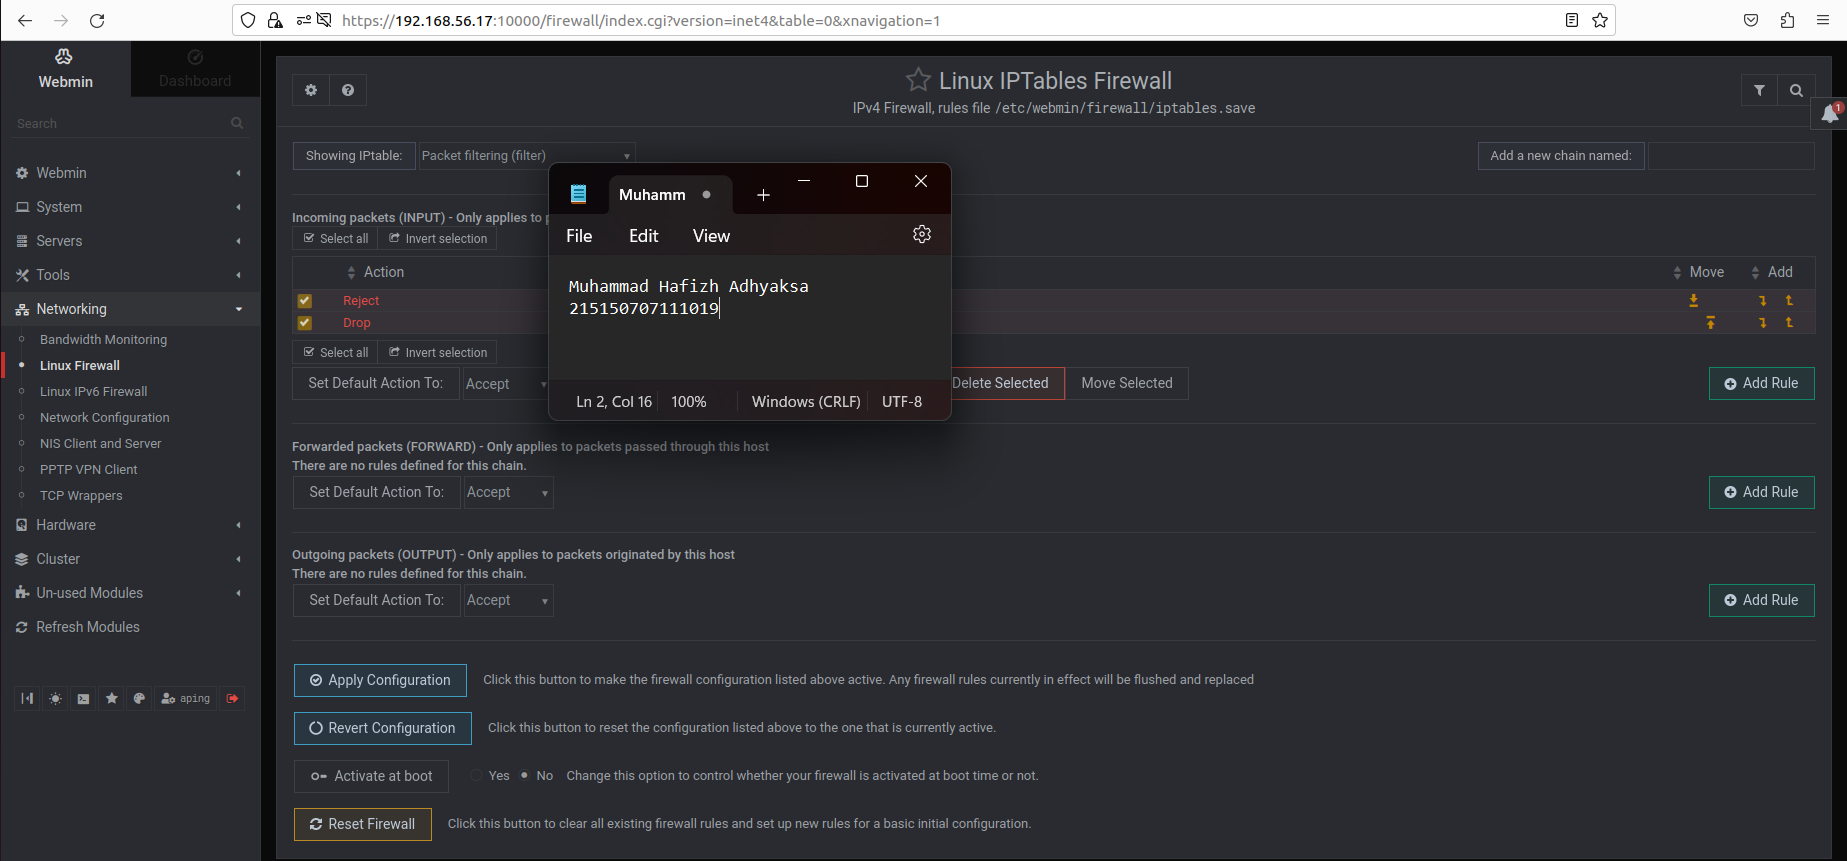 https://192.168.56.17:10000/firewall/index.cgi?version=inet4&table=0&xnavigation=1
Webmin
Dashboard
Search
Webmin
System
Servers
Tools
Networking
Bandwidth Monitoring
Linux Firewall
Linux IPv6 Firewall
Network Configuration
NIS Client and Server
PPTP VPN Client
TCP Wrappers
Hardware
Cluster
Un-used Modules
Refresh Modules
aping
Linux IPTables Firewall
IPv4 Firewall, rules file /etc/webmin/firewall/iptables.save
1
Showing IPtable: Packet filtering (filter) Add a new chain named:
Incoming packets (INPUT) - Only applies to
Select all Invert selection
Action Move Add
Reject
Drop
Select all Invert selection
Set Default Action To: Accept Delete Selected Move Selected Add Rule
Muhamm
File Edit View
Muhammad Hafizh Adhyaksa
215150707111019
Ln 2, Col 16 100% Windows (CRLF) UTF-8
Forwarded packets (FORWARD) - Only applies to packets passed through this host
There are no rules defined for this chain.
Set Default Action To: Accept Add Rule
Outgoing packets (OUTPUT) - Only applies to packets originated by this host
There are no rules defined for this chain.
Set Default Action To: Accept Add Rule
Apply Configuration Click this button to make the firewall configuration listed above active. Any firewall rules currently in effect will be flushed and replaced
Revert Configuration Click this button to reset the configuration listed above to the one that is currently active.
Activate at boot Yes No Change this option to control whether your firewall is activated at boot time or not.
Reset Firewall Click this button to clear all existing firewall rules and set up new rules for a basic initial configuration.